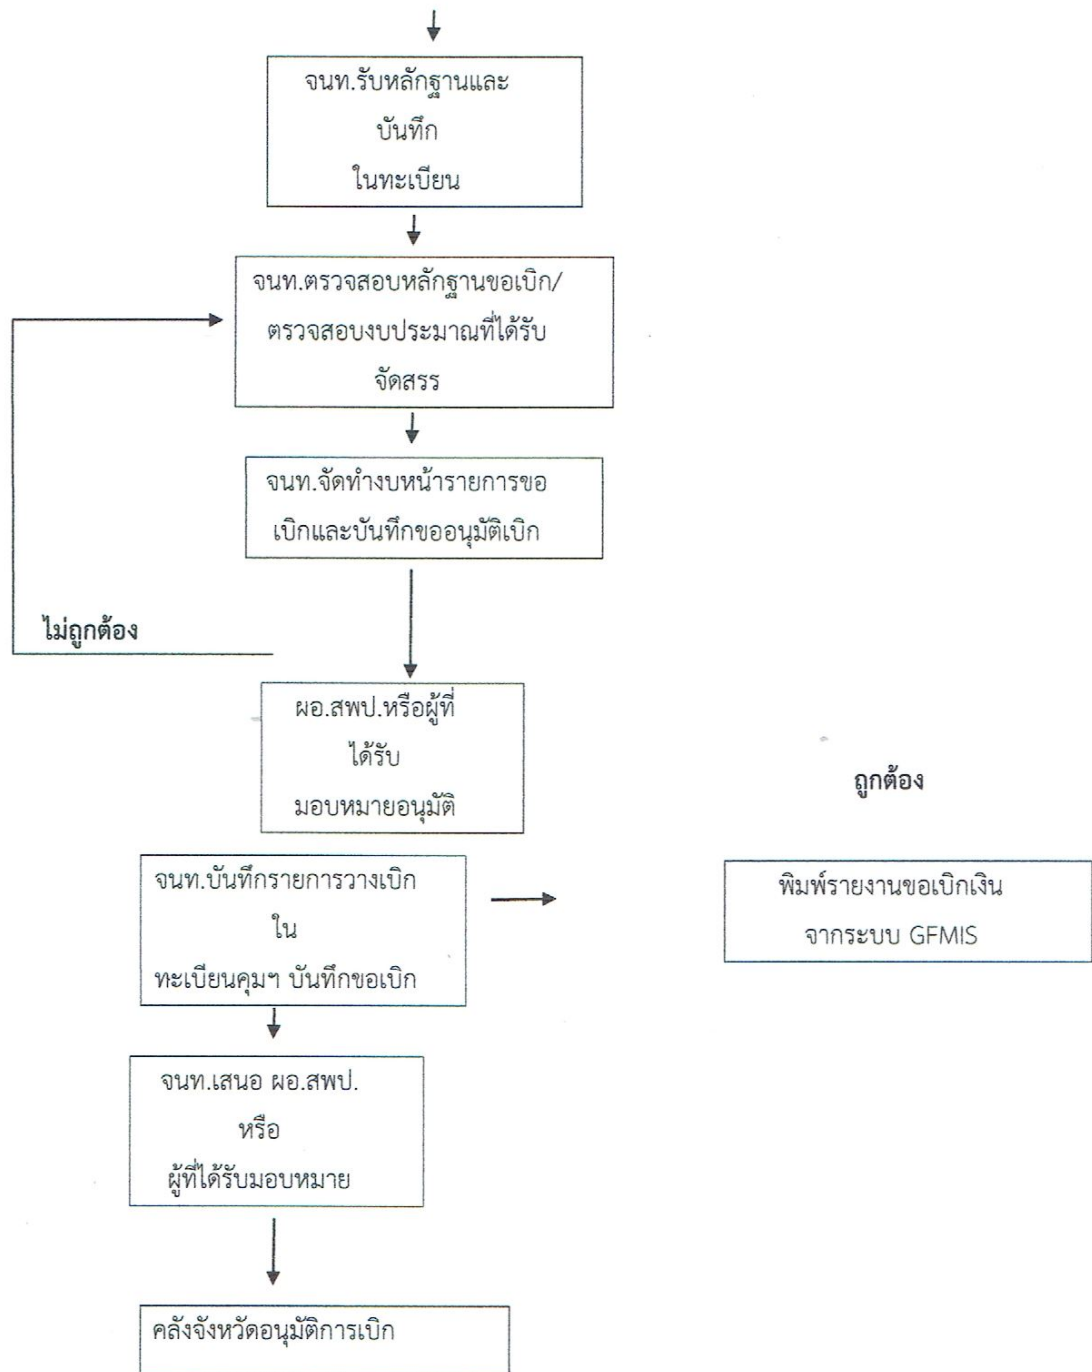 จนท.รับหลักฐานและ
บันทึก
ในทะเบียน
จนท.ตรวจสอบหลักฐานขอเบิก/
ตรวจสอบงบประมาณที่ได้รับ
จัดสรร
จนท.จัดทำงบหน้ารายการขอ
เบิกและบันทึกขออนุมัติเบิก
ไม่ถูกต้อง
ผอ.สพป.หรือผู้ที่
ได้รับ
มอบหมายอนุมัติ
ถูกต้อง
จนท.บันทึกรายการวางเบิก
ใน
ทะเบียนคุมฯ บันทึกขอเบิก
พิมพ์รายงานขอเบิกเงิน
จากระบบ GFMIS
จนท.เสนอ ผอ.สพป.
หรือ
ผู้ที่ได้รับมอบหมาย
คลังจังหวัดอนุมัติการเบิก